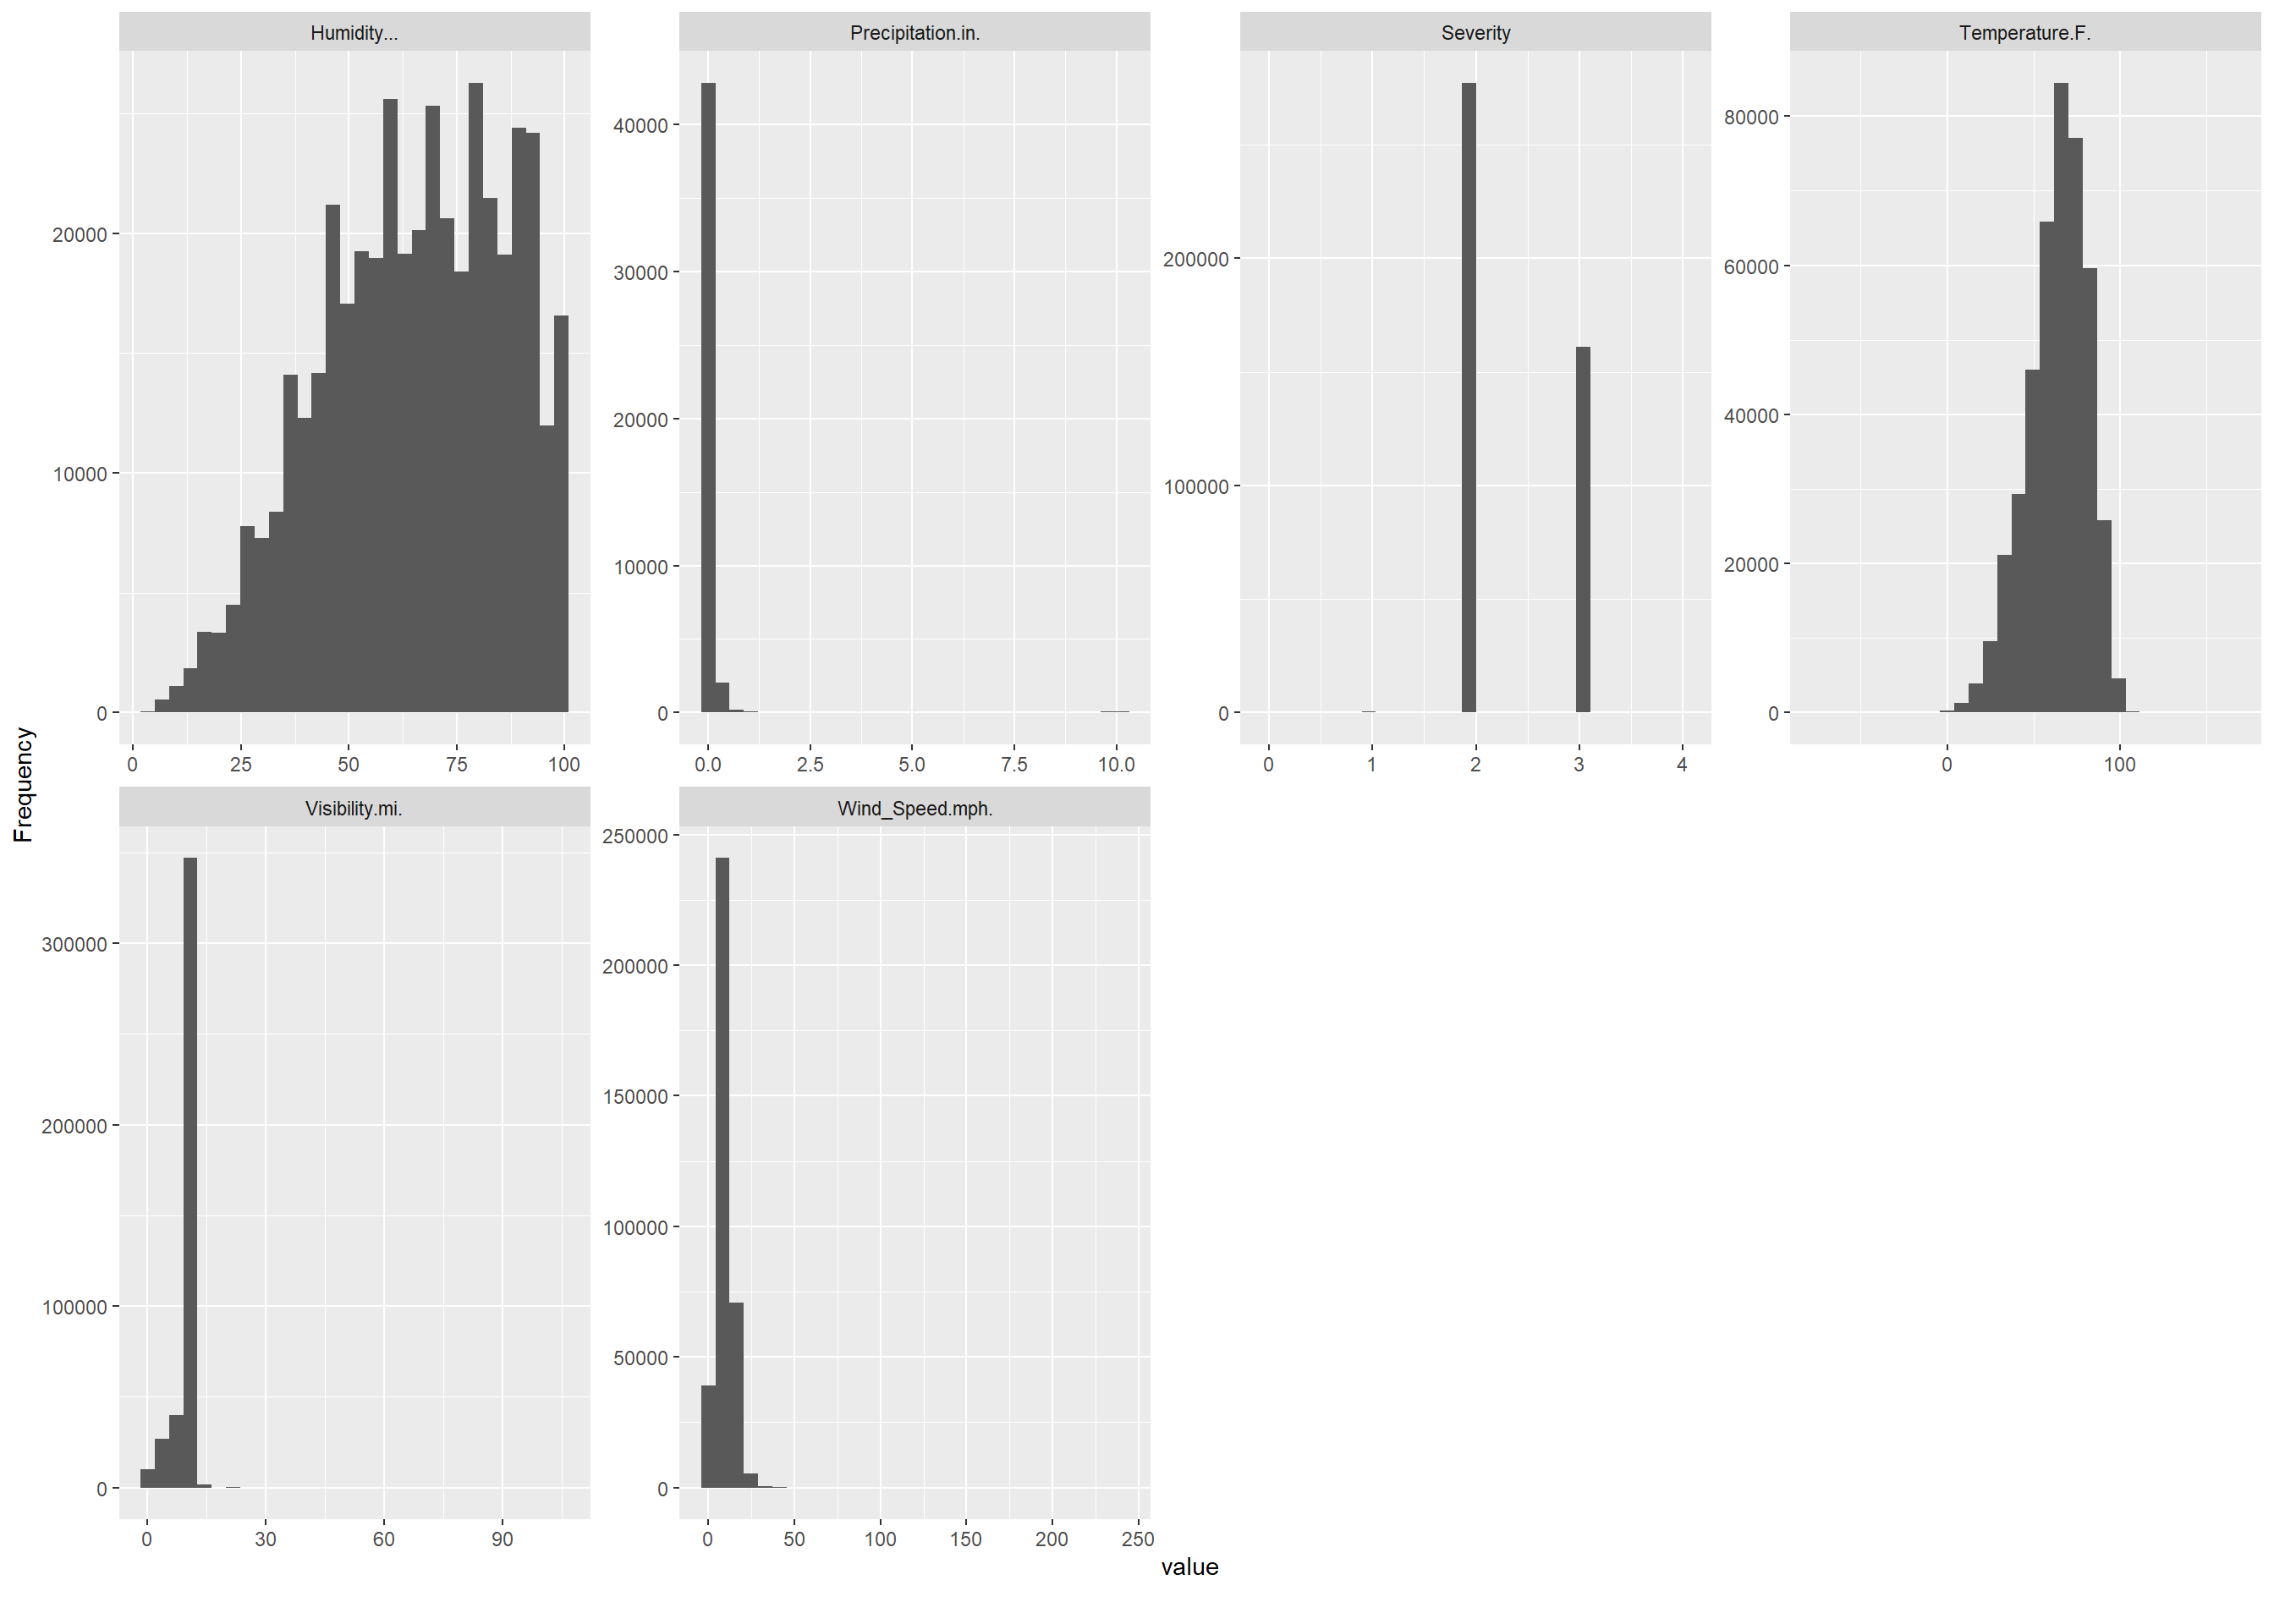 Humidity...
20000
10000
0
0 25 50 75 100
Precipitation.in.
40000
30000
20000
10000
0
0.0 2.5 5.0 7.5 10.0
Severity
200000
100000
0
0 1 2 3 4
Temperature.F.
80000
60000
40000
20000
0
0 100
Frequency
Visibility.mi.
300000
200000
100000
0
0 30 60 90
Wind_Speed.mph.
250000
200000
150000
100000
50000
0
0 50 100 150 200 250
value